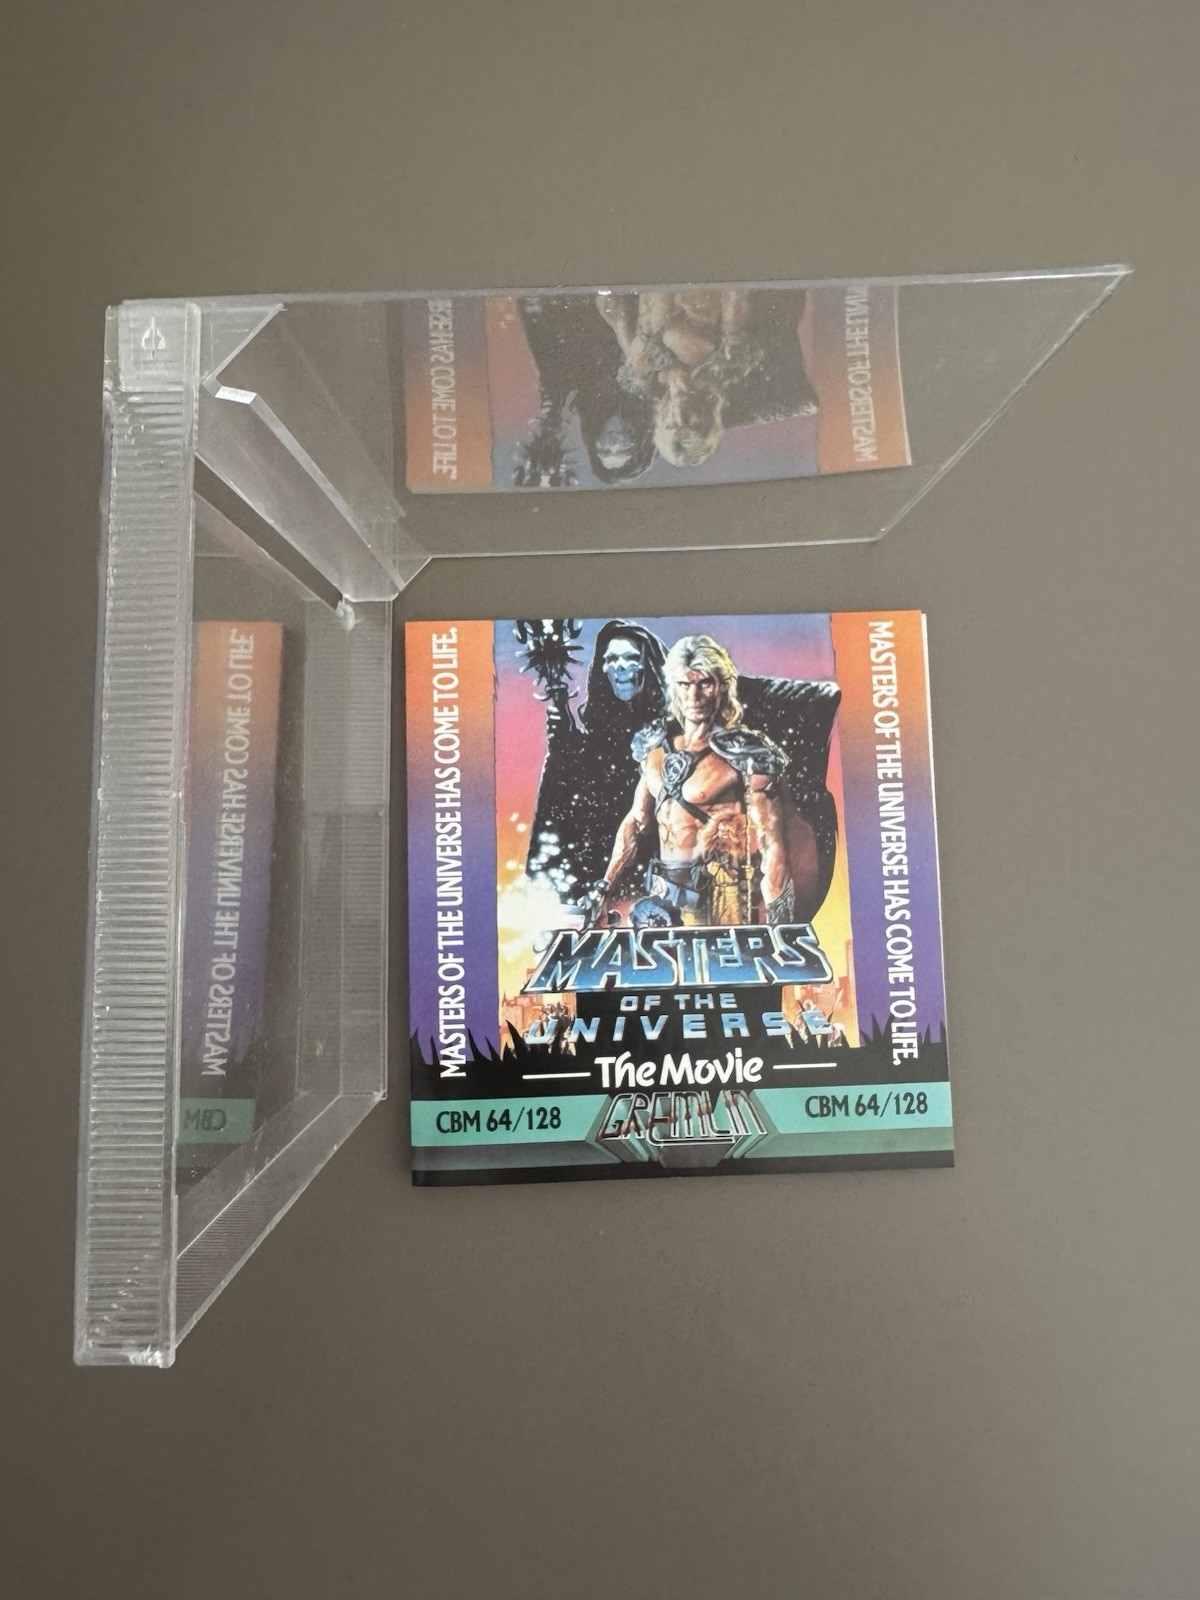 MASTERS OF THE UNIVERSE HAS COME TO LIFE.
MASTERS OF THE UNIVERSE HAS COME TO LIFE.
MASTERS
OF THE
UNIVERSE
The Movie
CBM 64/128
GREMLIN
CBM 64/128